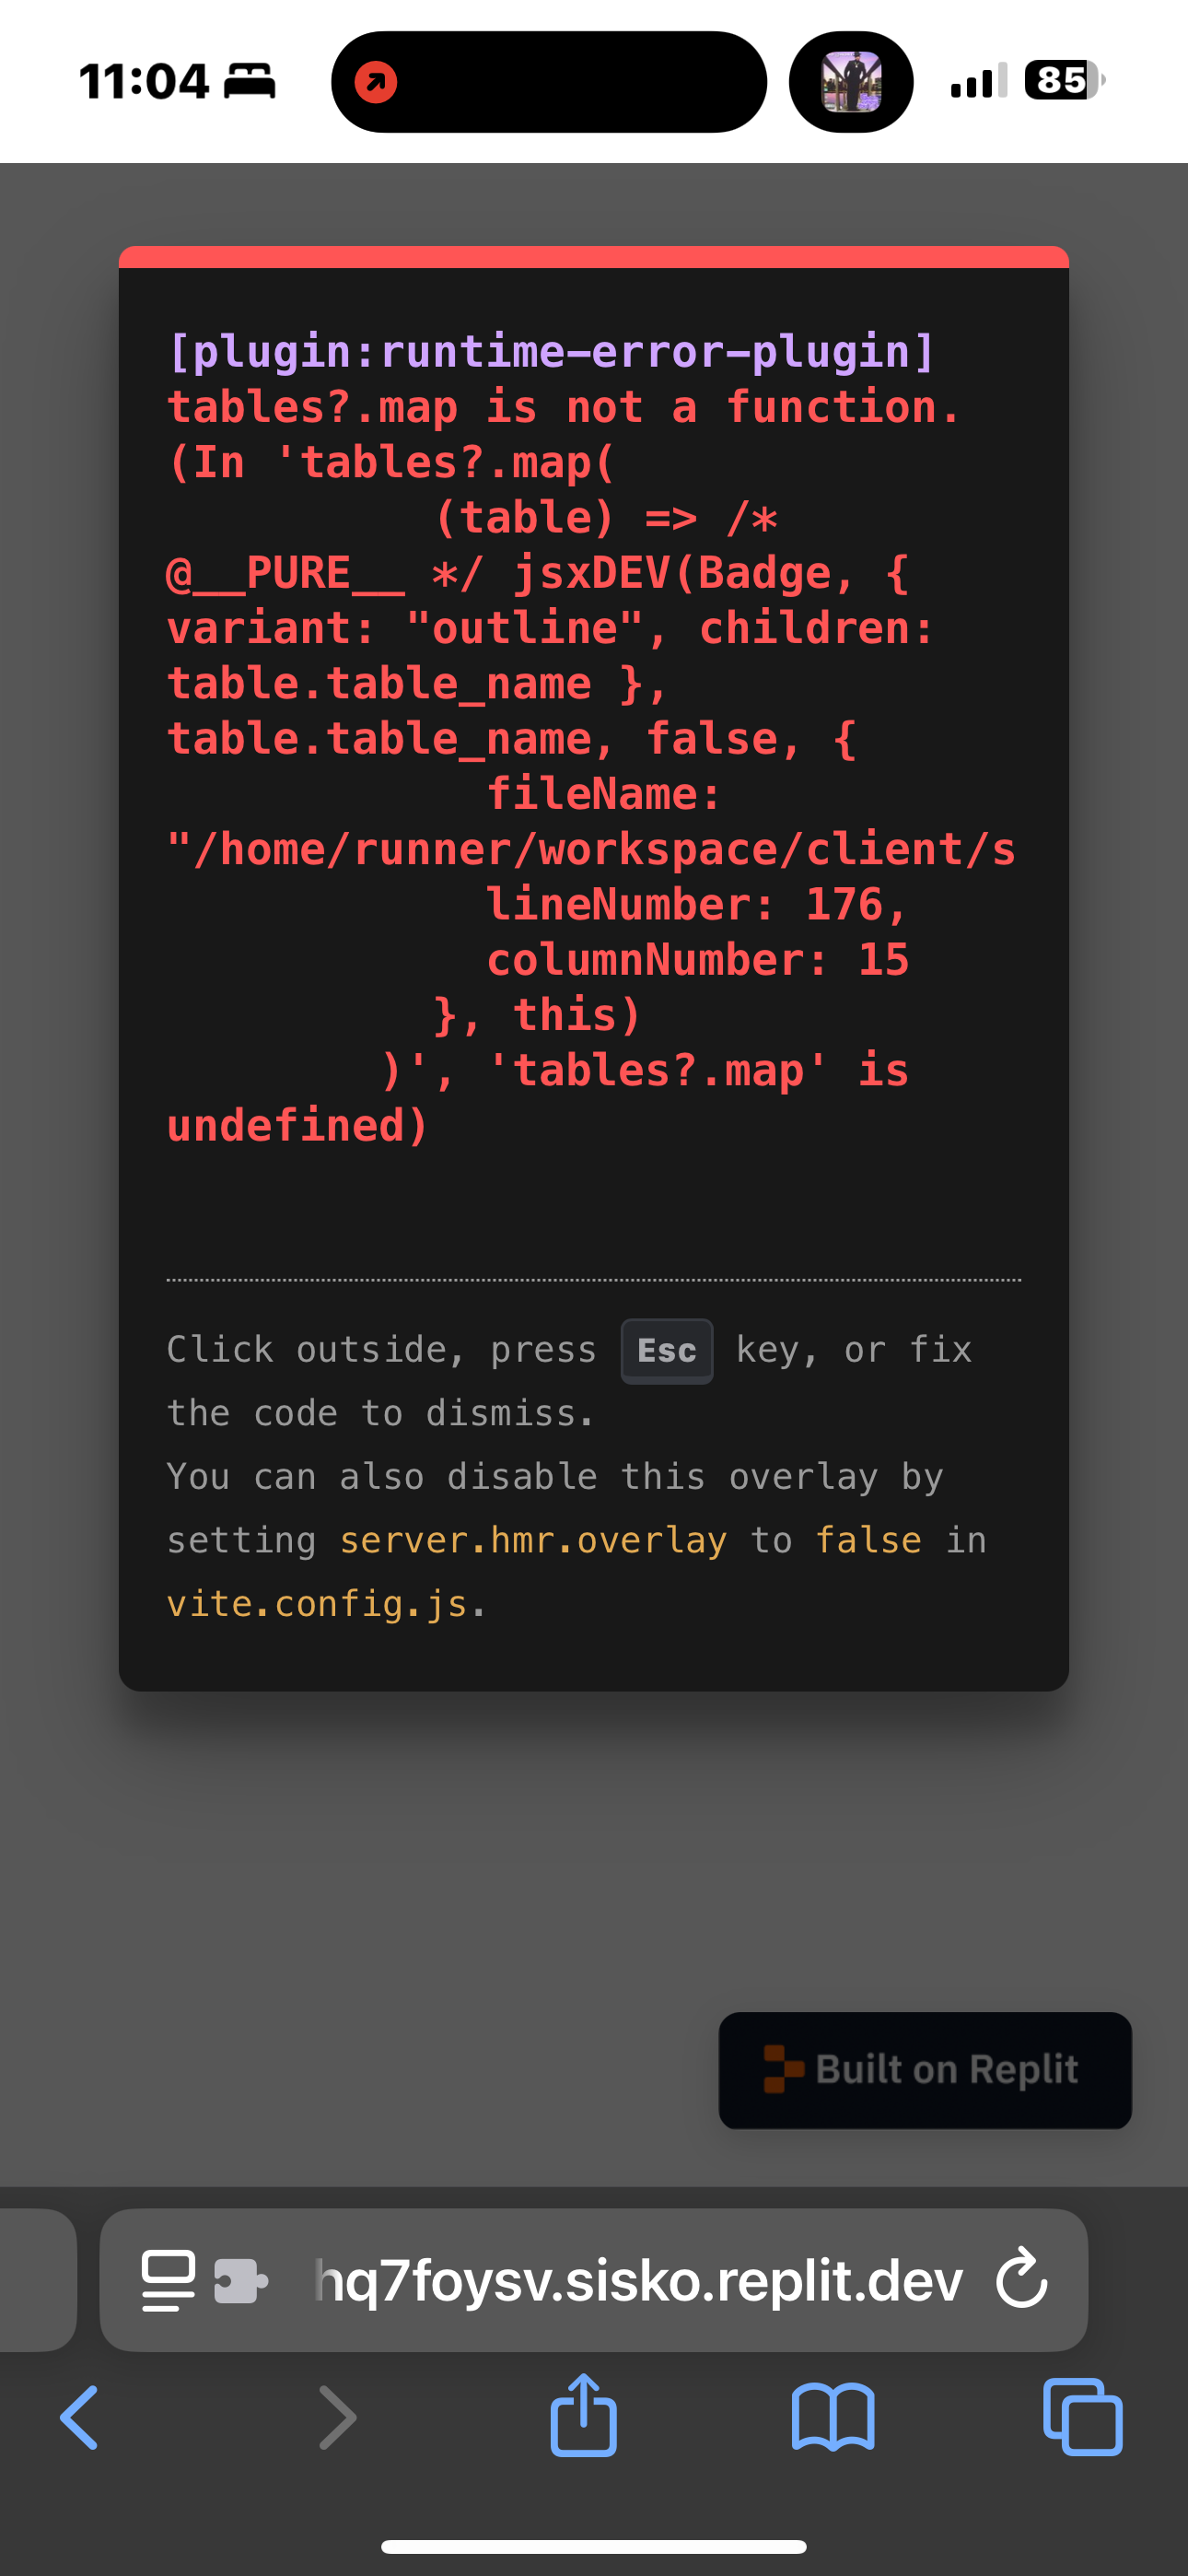 11:04
85
[plugin:runtime-error-plugin]
tables?.map is not a function.
(In 'tables?.map(
(table) => /*
@__PURE__ */ jsxDEV(Badge, {
variant: "outline", children:
table.table_name },
table.table_name, false, {
fileName:
"/home/runner/workspace/client/s
lineNumber: 176,
columnNumber: 15
}, this)
)', 'tables?.map' is
undefined)
Click outside, press Esc key, or fix
the code to dismiss.
You can also disable this overlay by
setting server.hmr.overlay to false in
vite.config.js.
Built on Replit
hq7foysv.sisko.replit.dev